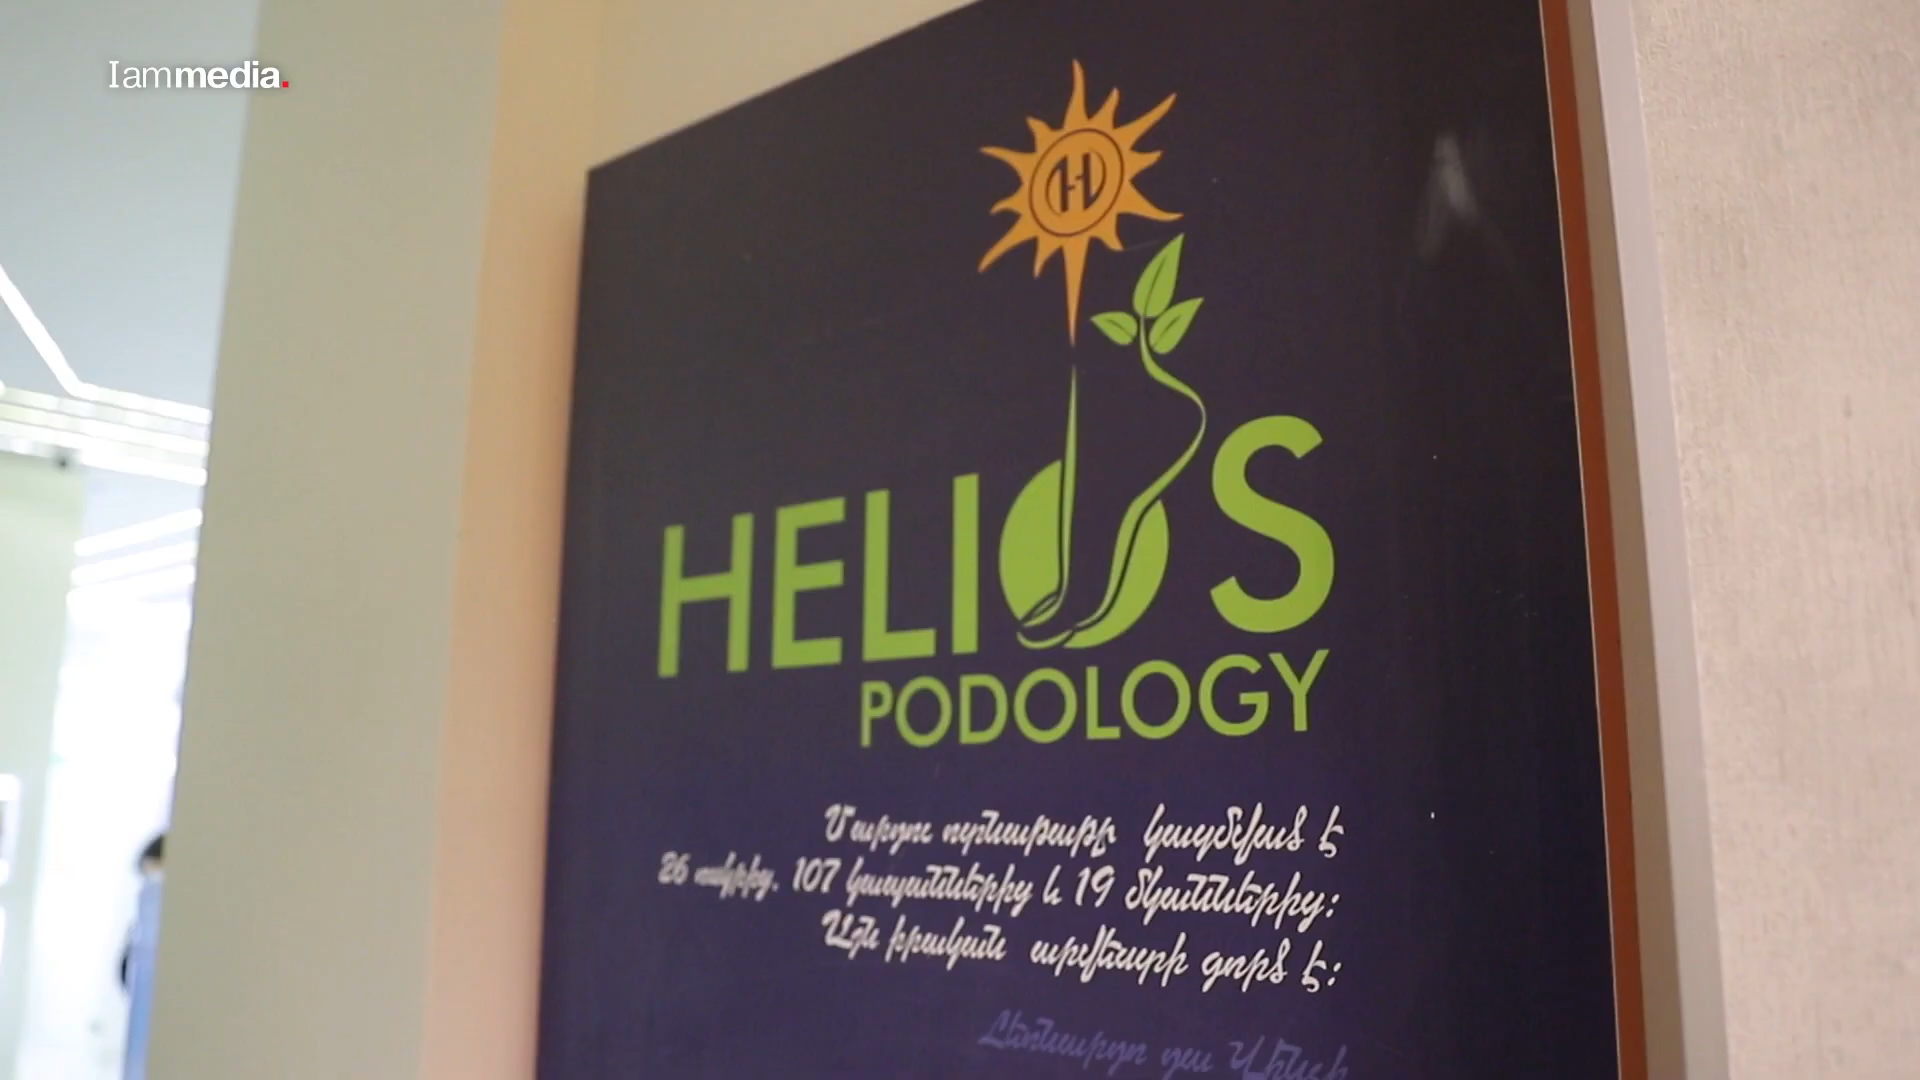 Iammedia.
H
HELIOS
PODOLOGY
Մարդու ոտնաթաթը կազմված է
26 ոսկրից, 107 կապաններից և 19 մկաններից:
Այն իրական արվեստի գործ է:
Լեոնարդո դա Վինչի